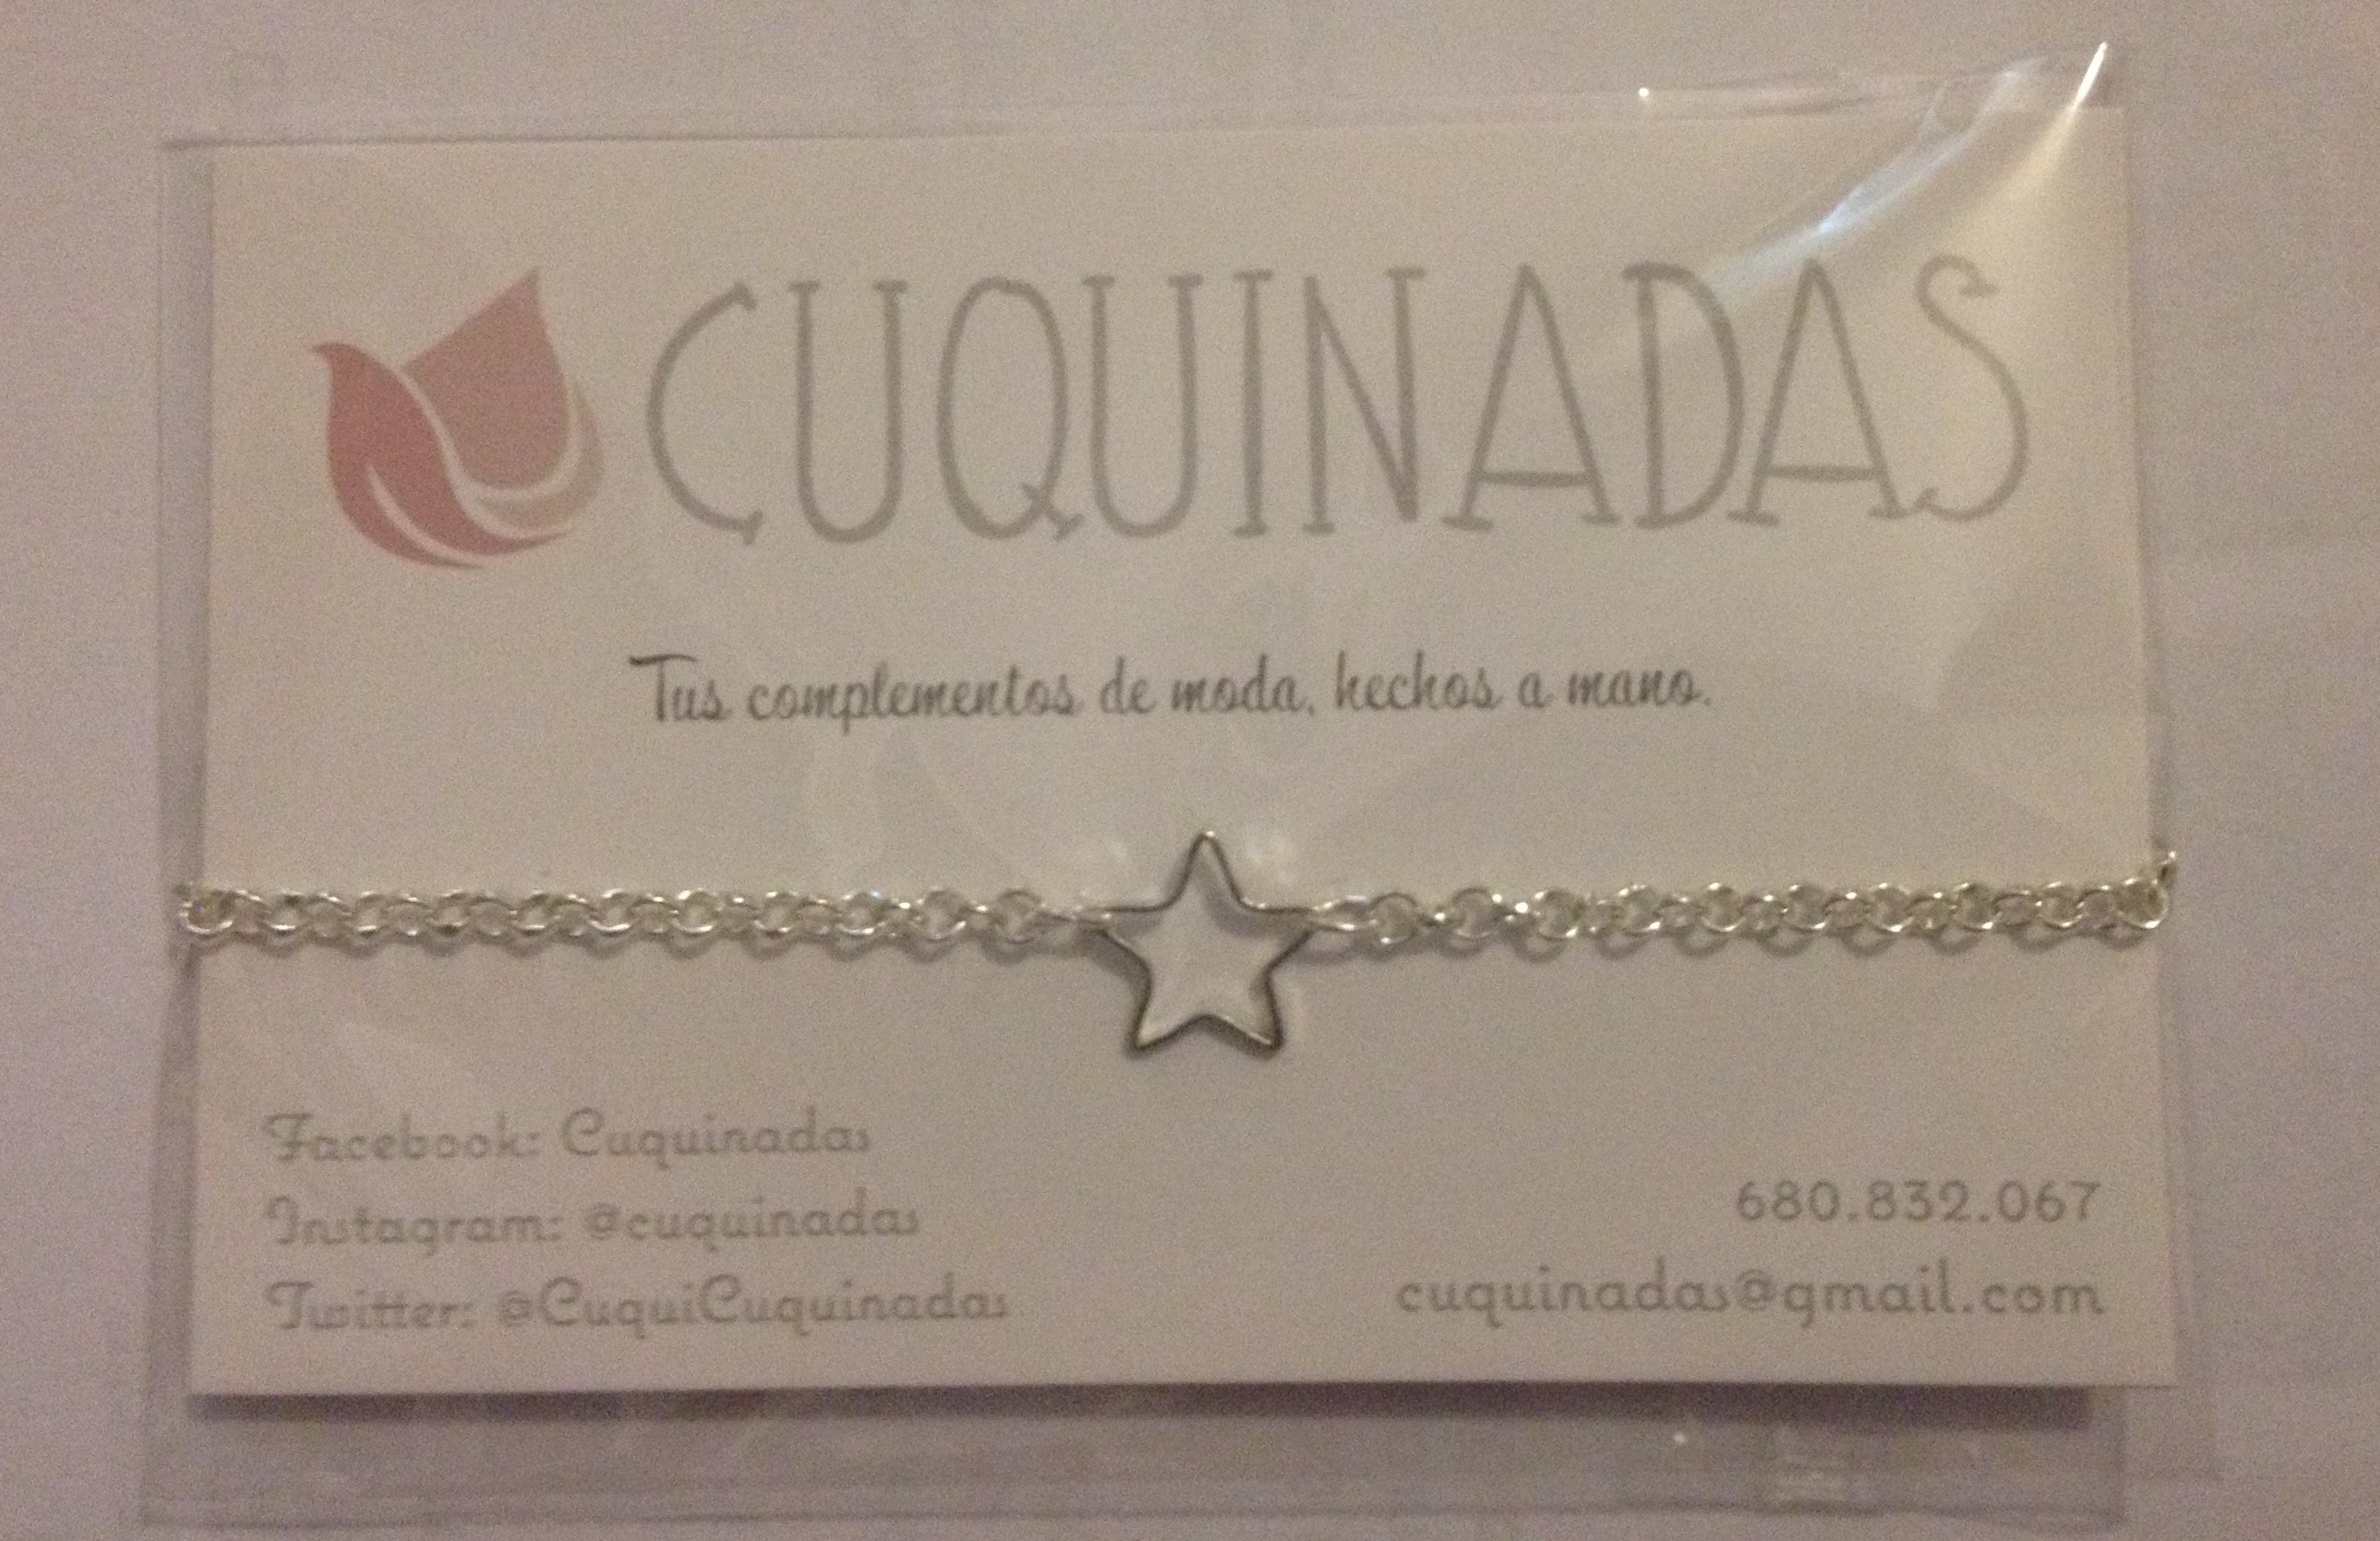 CUQUINADAS
Tus complementos de moda, hechos a mano.
Facebook: Cuquinadas
Instagram: @cuquinadas
Twitter: @CuquiCuquinadas
680.832.067
cuquinadas@gmail.com